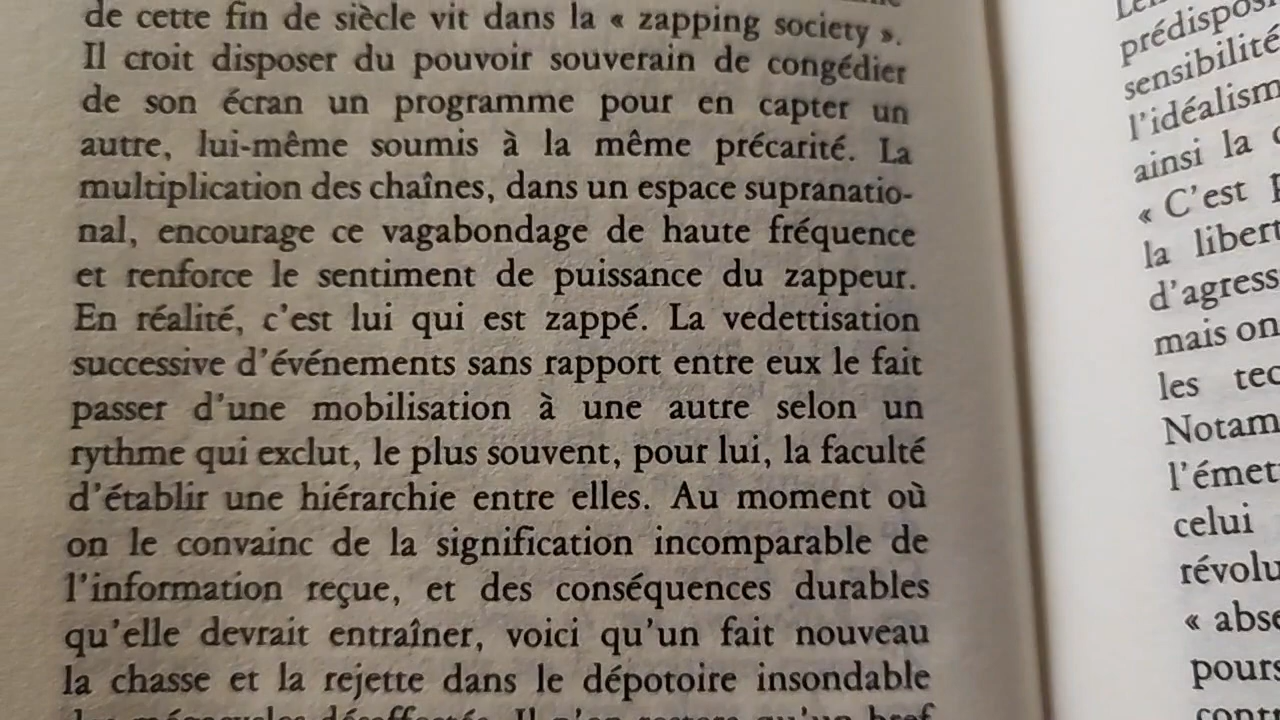 de cette fin de siècle vit dans la « zapping society ».
Il croit disposer du pouvoir souverain de congédier
de son écran un programme pour en capter un
autre, lui-même soumis à la même précarité. La
multiplication des chaînes, dans un espace supranatio-
nal, encourage ce vagabondage de haute fréquence
et renforce le sentiment de puissance du zappeur.
En réalité, c'est lui qui est zappé. La vedettisation
successive d'événements sans rapport entre eux le fait
passer d'une mobilisation à une autre selon un
rythme qui exclut, le plus souvent, pour lui, la faculté
d'établir une hiérarchie entre elles. Au moment où
on le convainc de la signification incomparable de
l'information reçue, et des conséquences durables
qu'elle devrait entraîner, voici qu'un fait nouveau
la chasse et la rejette dans le dépotoire insondable
qu'un bref
prédispos
sensibilité
l'idéalism
ainsi la
« C'est
la libert
d'agress
mais on
les tec
Notam
l'émet
celui
révolu
« abse
pours